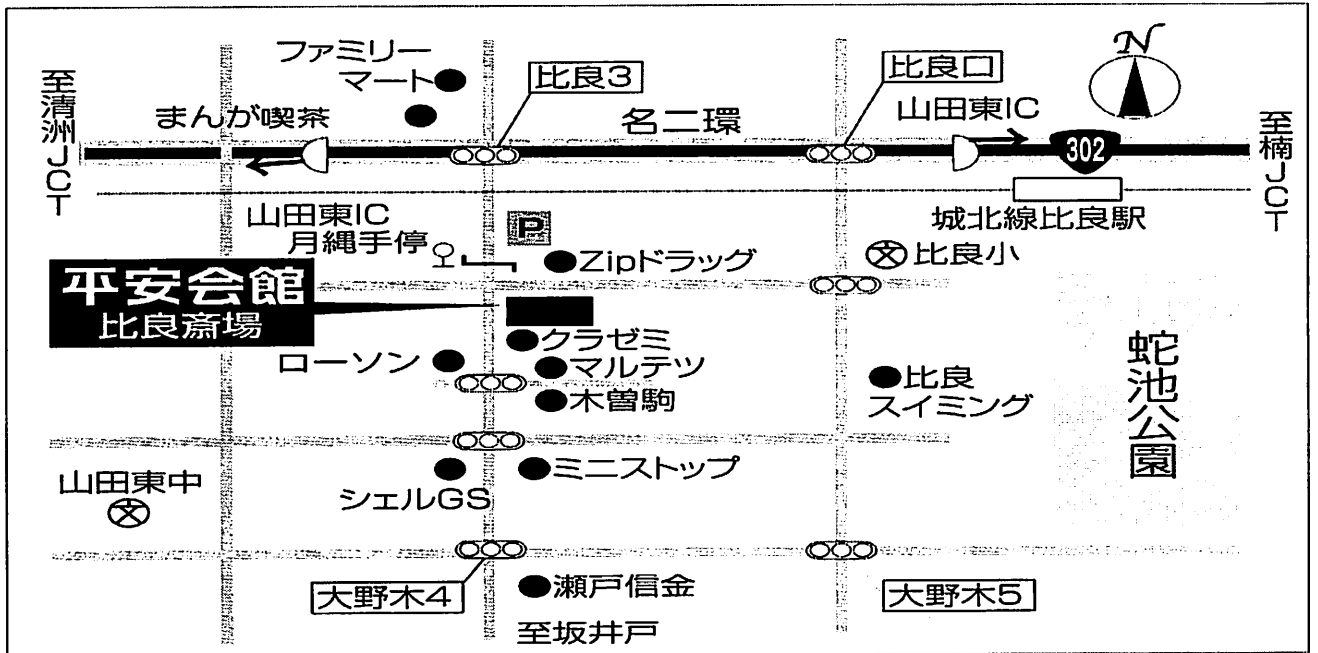 ファミリー
マート
N
至清洲JCT
まんが喫茶
比良3
名二環
比良口
山田東IC
302
至楠JCT
山田東IC
月縄手停
P
Zipドラッグ
城北線比良駅
文 比良小
平安会館
比良斎場
クラゼミ
ローソン
マルテツ
木曽駒
比良
スイミング
蛇池公園
山田東中
文
シェルGS
ミニストップ
大野木4
瀬戸信金
大野木5
至坂井戸